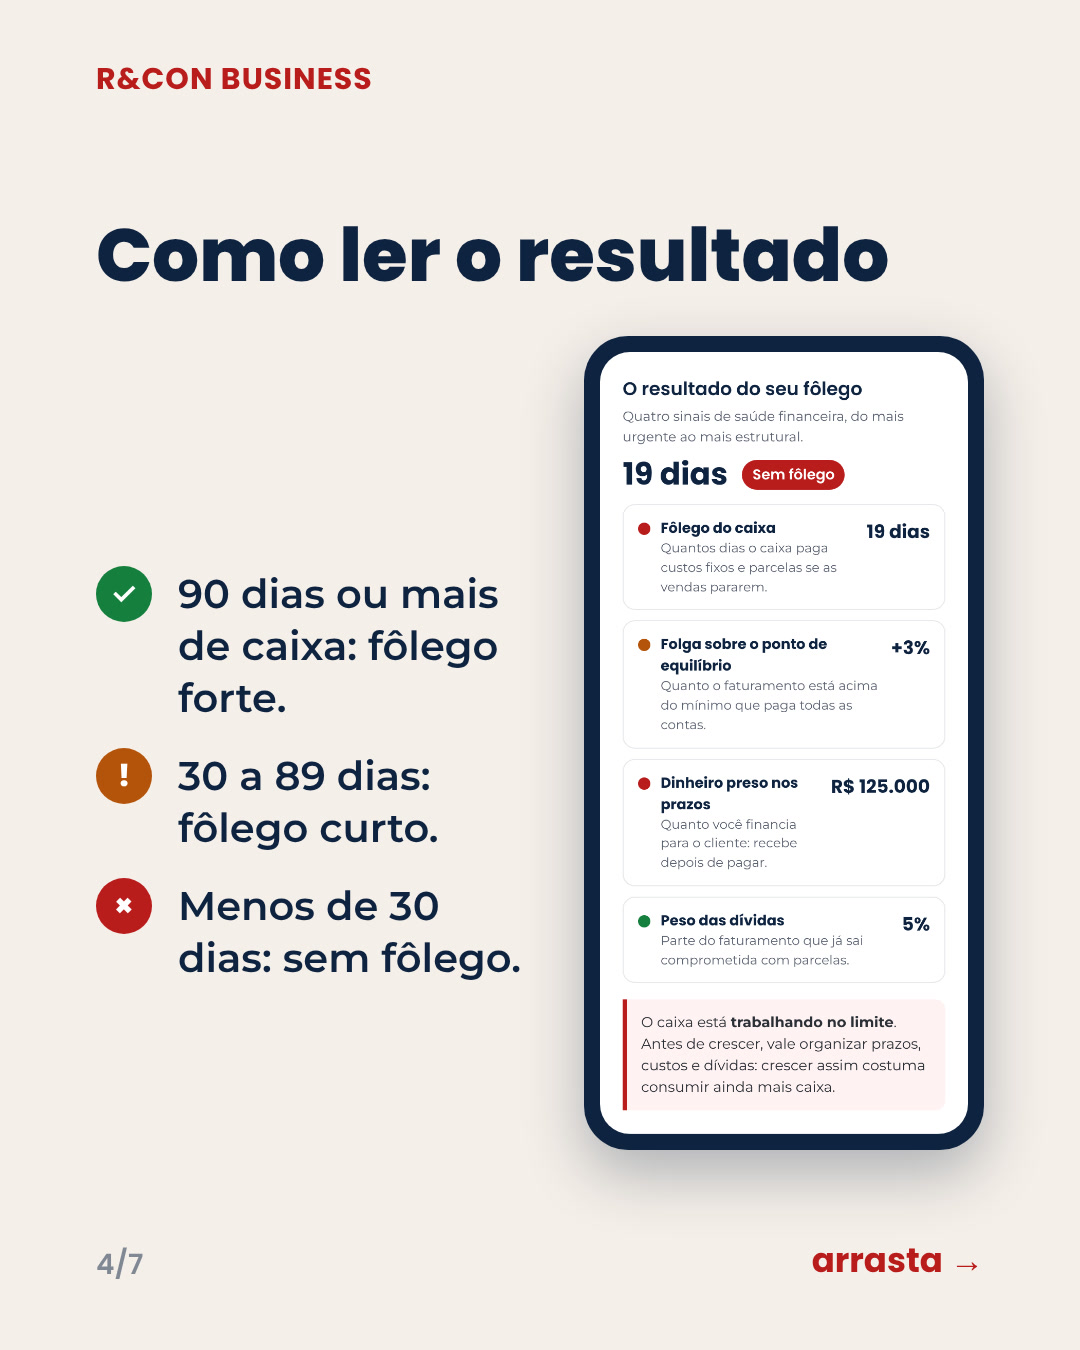 R&CON BUSINESS
Como ler o resultado
90 dias ou mais
de caixa: fôlego
forte.
30 a 89 dias:
fôlego curto.
Menos de 30
dias: sem fôlego.
O resultado do seu fôlego
Quatro sinais de saúde financeira, do mais
urgente ao mais estrutural.
19 dias Sem fôlego
Fôlego do caixa 19 dias
Quantos dias o caixa paga
custos fixos e parcelas se as
vendas pararem.
Folga sobre o ponto de +3%
equilíbrio
Quanto o faturamento está acima
do mínimo que paga todas as
contas.
Dinheiro preso nos R$ 125.000
prazos
Quanto você financia
para o cliente: recebe
depois de pagar.
Peso das dívidas 5%
Parte do faturamento que já sai
comprometida com parcelas.
O caixa está trabalhando no limite.
Antes de crescer, vale organizar prazos,
custos e dívidas: crescer assim costuma
consumir ainda mais caixa.
4/7
arrasta →